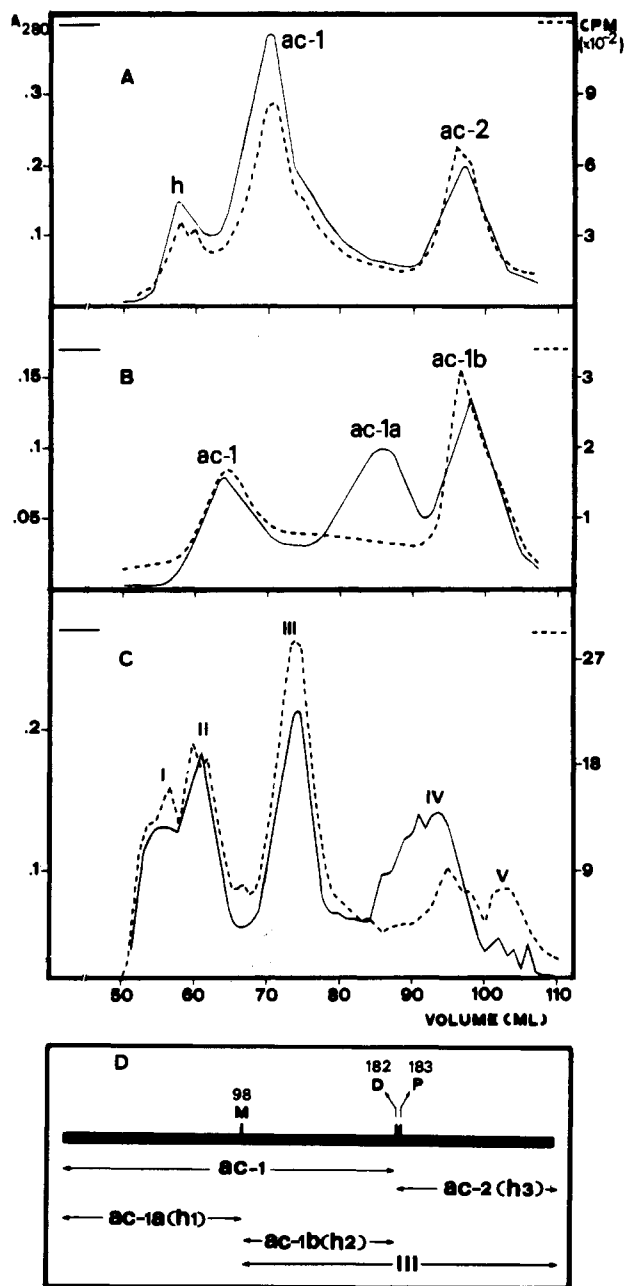 A280
CPM
(x10-2)
A
ac-1
.3
9
ac-2
h
.2
6
.1
3
B
.15
3
ac-1b
ac-1
ac-1a
.1
2
.05
1
C
III
27
.2
II
18
I
IV
.1
9
V
50 60 70 80 90 100 110
VOLUME (ML)
D
182 183
D P
98
M
ac-1
ac-2(h3)
ac-1a(h1)
ac-1b(h2)
III